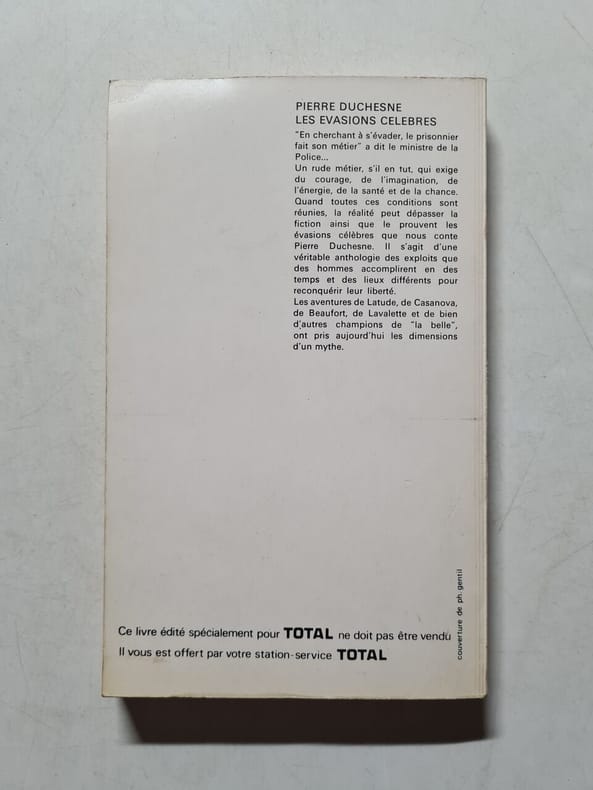 PIERRE DUCHESNE
LES EVASIONS CELEBRES
"En cherchant à s'évader, le prisonnier
fait son métier" a dit le ministre de la
Police...
Un rude métier, s'il en tut, qui exige
du courage, de l'imagination, de
l'énergie, de la santé et de la chance.
Quand toutes ces conditions sont
réunies, la réalité peut dépasser la
fiction ainsi que le prouvent les
évasions célèbres que nous conte
Pierre Duchesne. Il s'agit d'une
véritable anthologie des exploits que
des hommes accomplirent en des
temps et des lieux différents pour
reconquérir leur liberté.
Les aventures de Latude, de Casanova,
de Beaufort, de Lavalette et de bien
d'autres champions de "la belle",
ont pris aujourd'hui les dimensions
d'un mythe.
couverture de ph. gentil
Ce livre édité spécialement pour TOTAL ne doit pas être vendu
Il vous est offert par votre station-service TOTAL